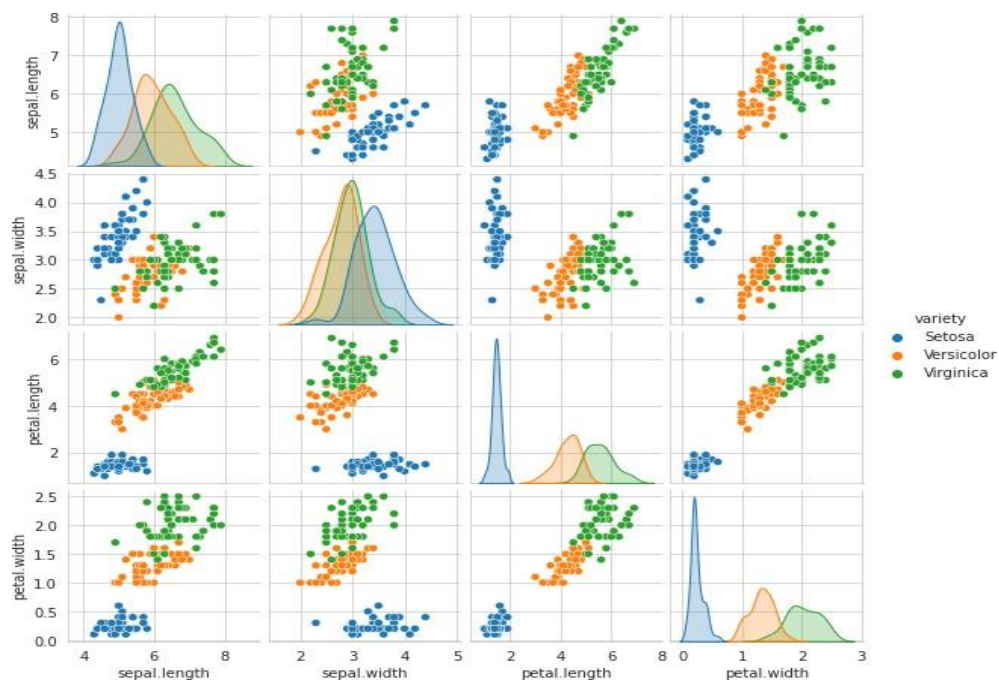 8
7
6
5
sepal.length
4.5
4.0
3.5
3.0
2.5
2.0
sepal.width
6
4
2
petal.length
2.5
2.0
1.5
1.0
0.5
0.0
petal.width
4 6 8
2 3 4 5
2 4 6 8
0 1 2 3
sepal.length sepal.width petal.length petal.width
variety
Setosa
Versicolor
Virginica